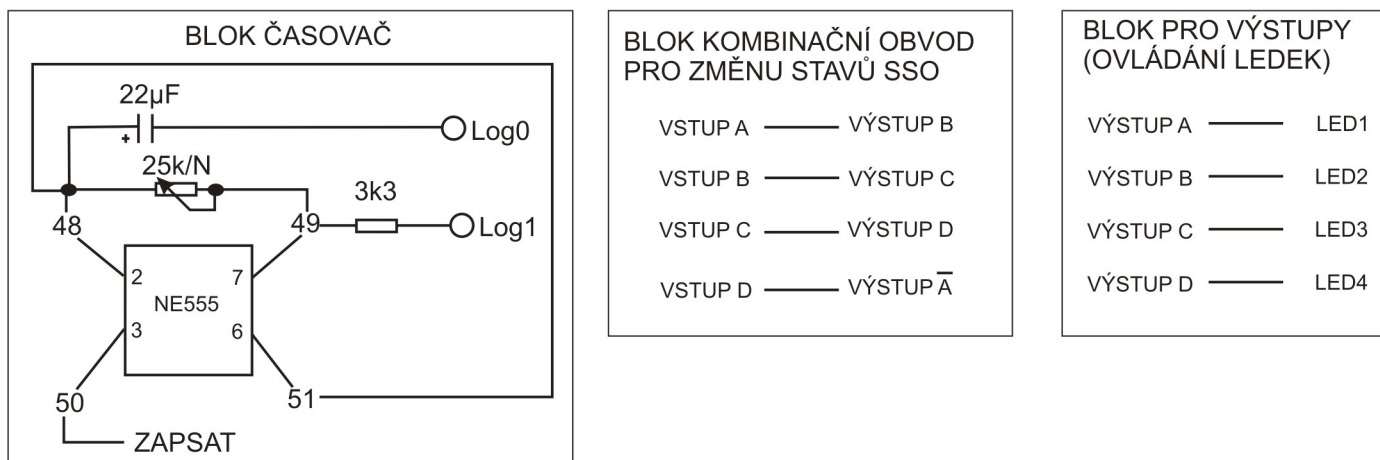 BLOK ČASOVAČ
22µF
+
Log0
25k/N
3k3
48
49
Log1
2
7
NE555
3
6
50
51
ZAPSAT
BLOK KOMBINAČNÍ OBVOD
PRO ZMĚNU STAVŮ SSO
VSTUP A VÝSTUP B
VSTUP B VÝSTUP C
VSTUP C VÝSTUP D
VSTUP D VÝSTUP A̅
BLOK PRO VÝSTUPY
(OVLÁDÁNÍ LEDEK)
VÝSTUP A LED1
VÝSTUP B LED2
VÝSTUP C LED3
VÝSTUP D LED4